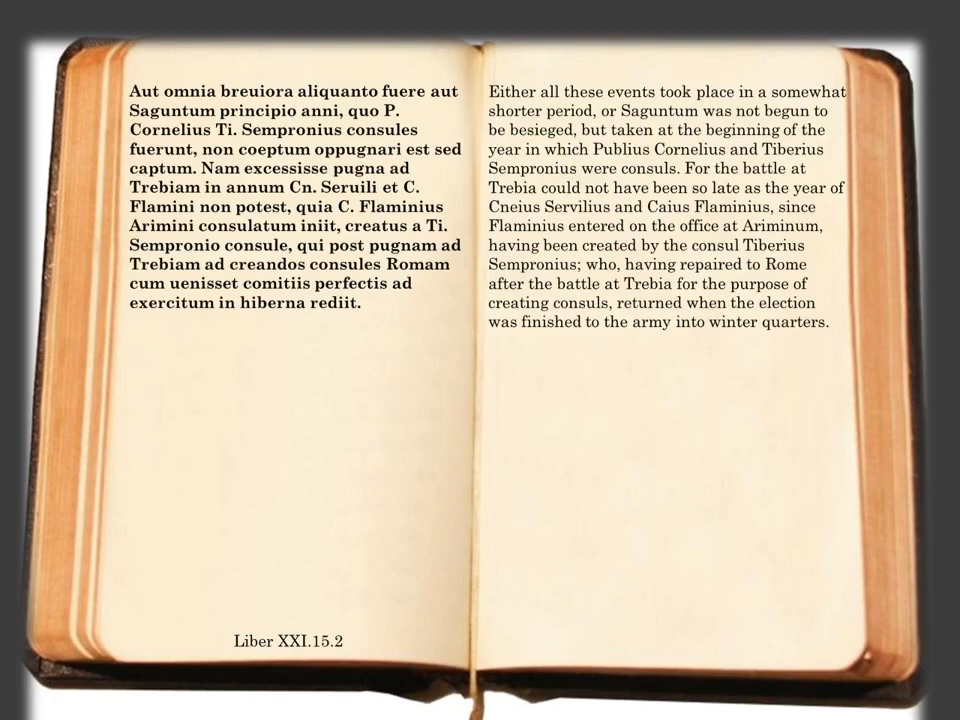 Aut omnia breuiora aliquanto fuere aut
Saguntum principio anni, quo P.
Cornelius Ti. Sempronius consules
fuerunt, non coeptum oppugnari est sed
captum. Nam excessisse pugna ad
Trebiam in annum Cn. Seruili et C.
Flamini non potest, quia C. Flaminius
Arimini consulatum iniit, creatus a Ti.
Sempronio consule, qui post pugnam ad
Trebiam ad creandos consules Romam
cum uenisset comitiis perfectis ad
exercitum in hiberna rediit.
Liber XXI.15.2
Either all these events took place in a somewhat
shorter period, or Saguntum was not begun to
be besieged, but taken at the beginning of the
year in which Publius Cornelius and Tiberius
Sempronius were consuls. For the battle at
Trebia could not have been so late as the year of
Cneius Servilius and Caius Flaminius, since
Flaminius entered on the office at Ariminum,
having been created by the consul Tiberius
Sempronius; who, having repaired to Rome
after the battle at Trebia for the purpose of
creating consuls, returned when the election
was finished to the army into winter quarters.